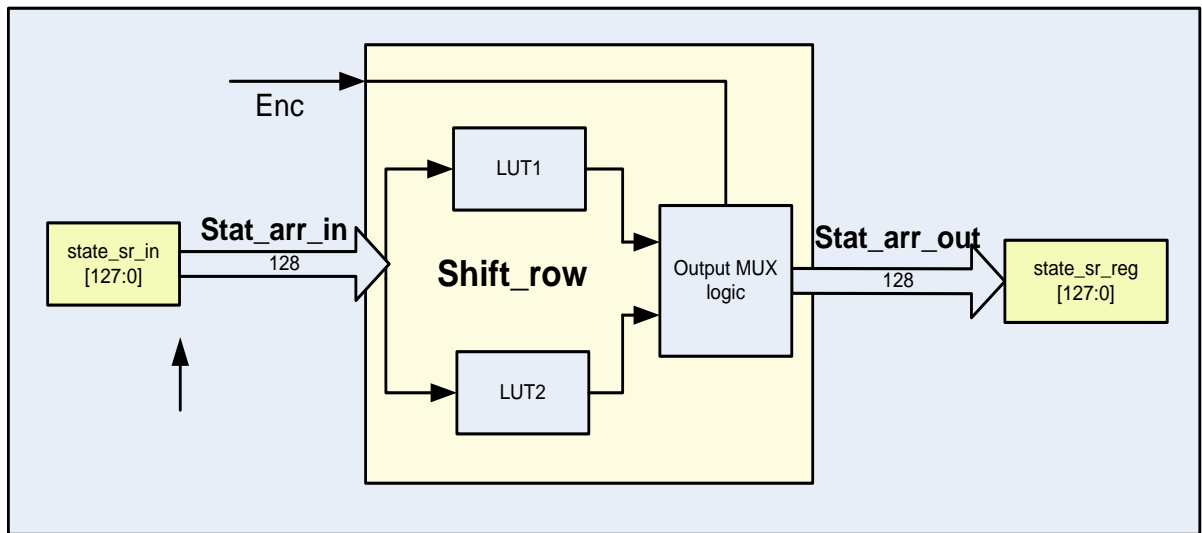 Enc
LUT1
Stat_arr_in
128
state_sr_in
[127:0]
Shift_row
Output MUX
logic
Stat_arr_out
128
state_sr_reg
[127:0]
LUT2